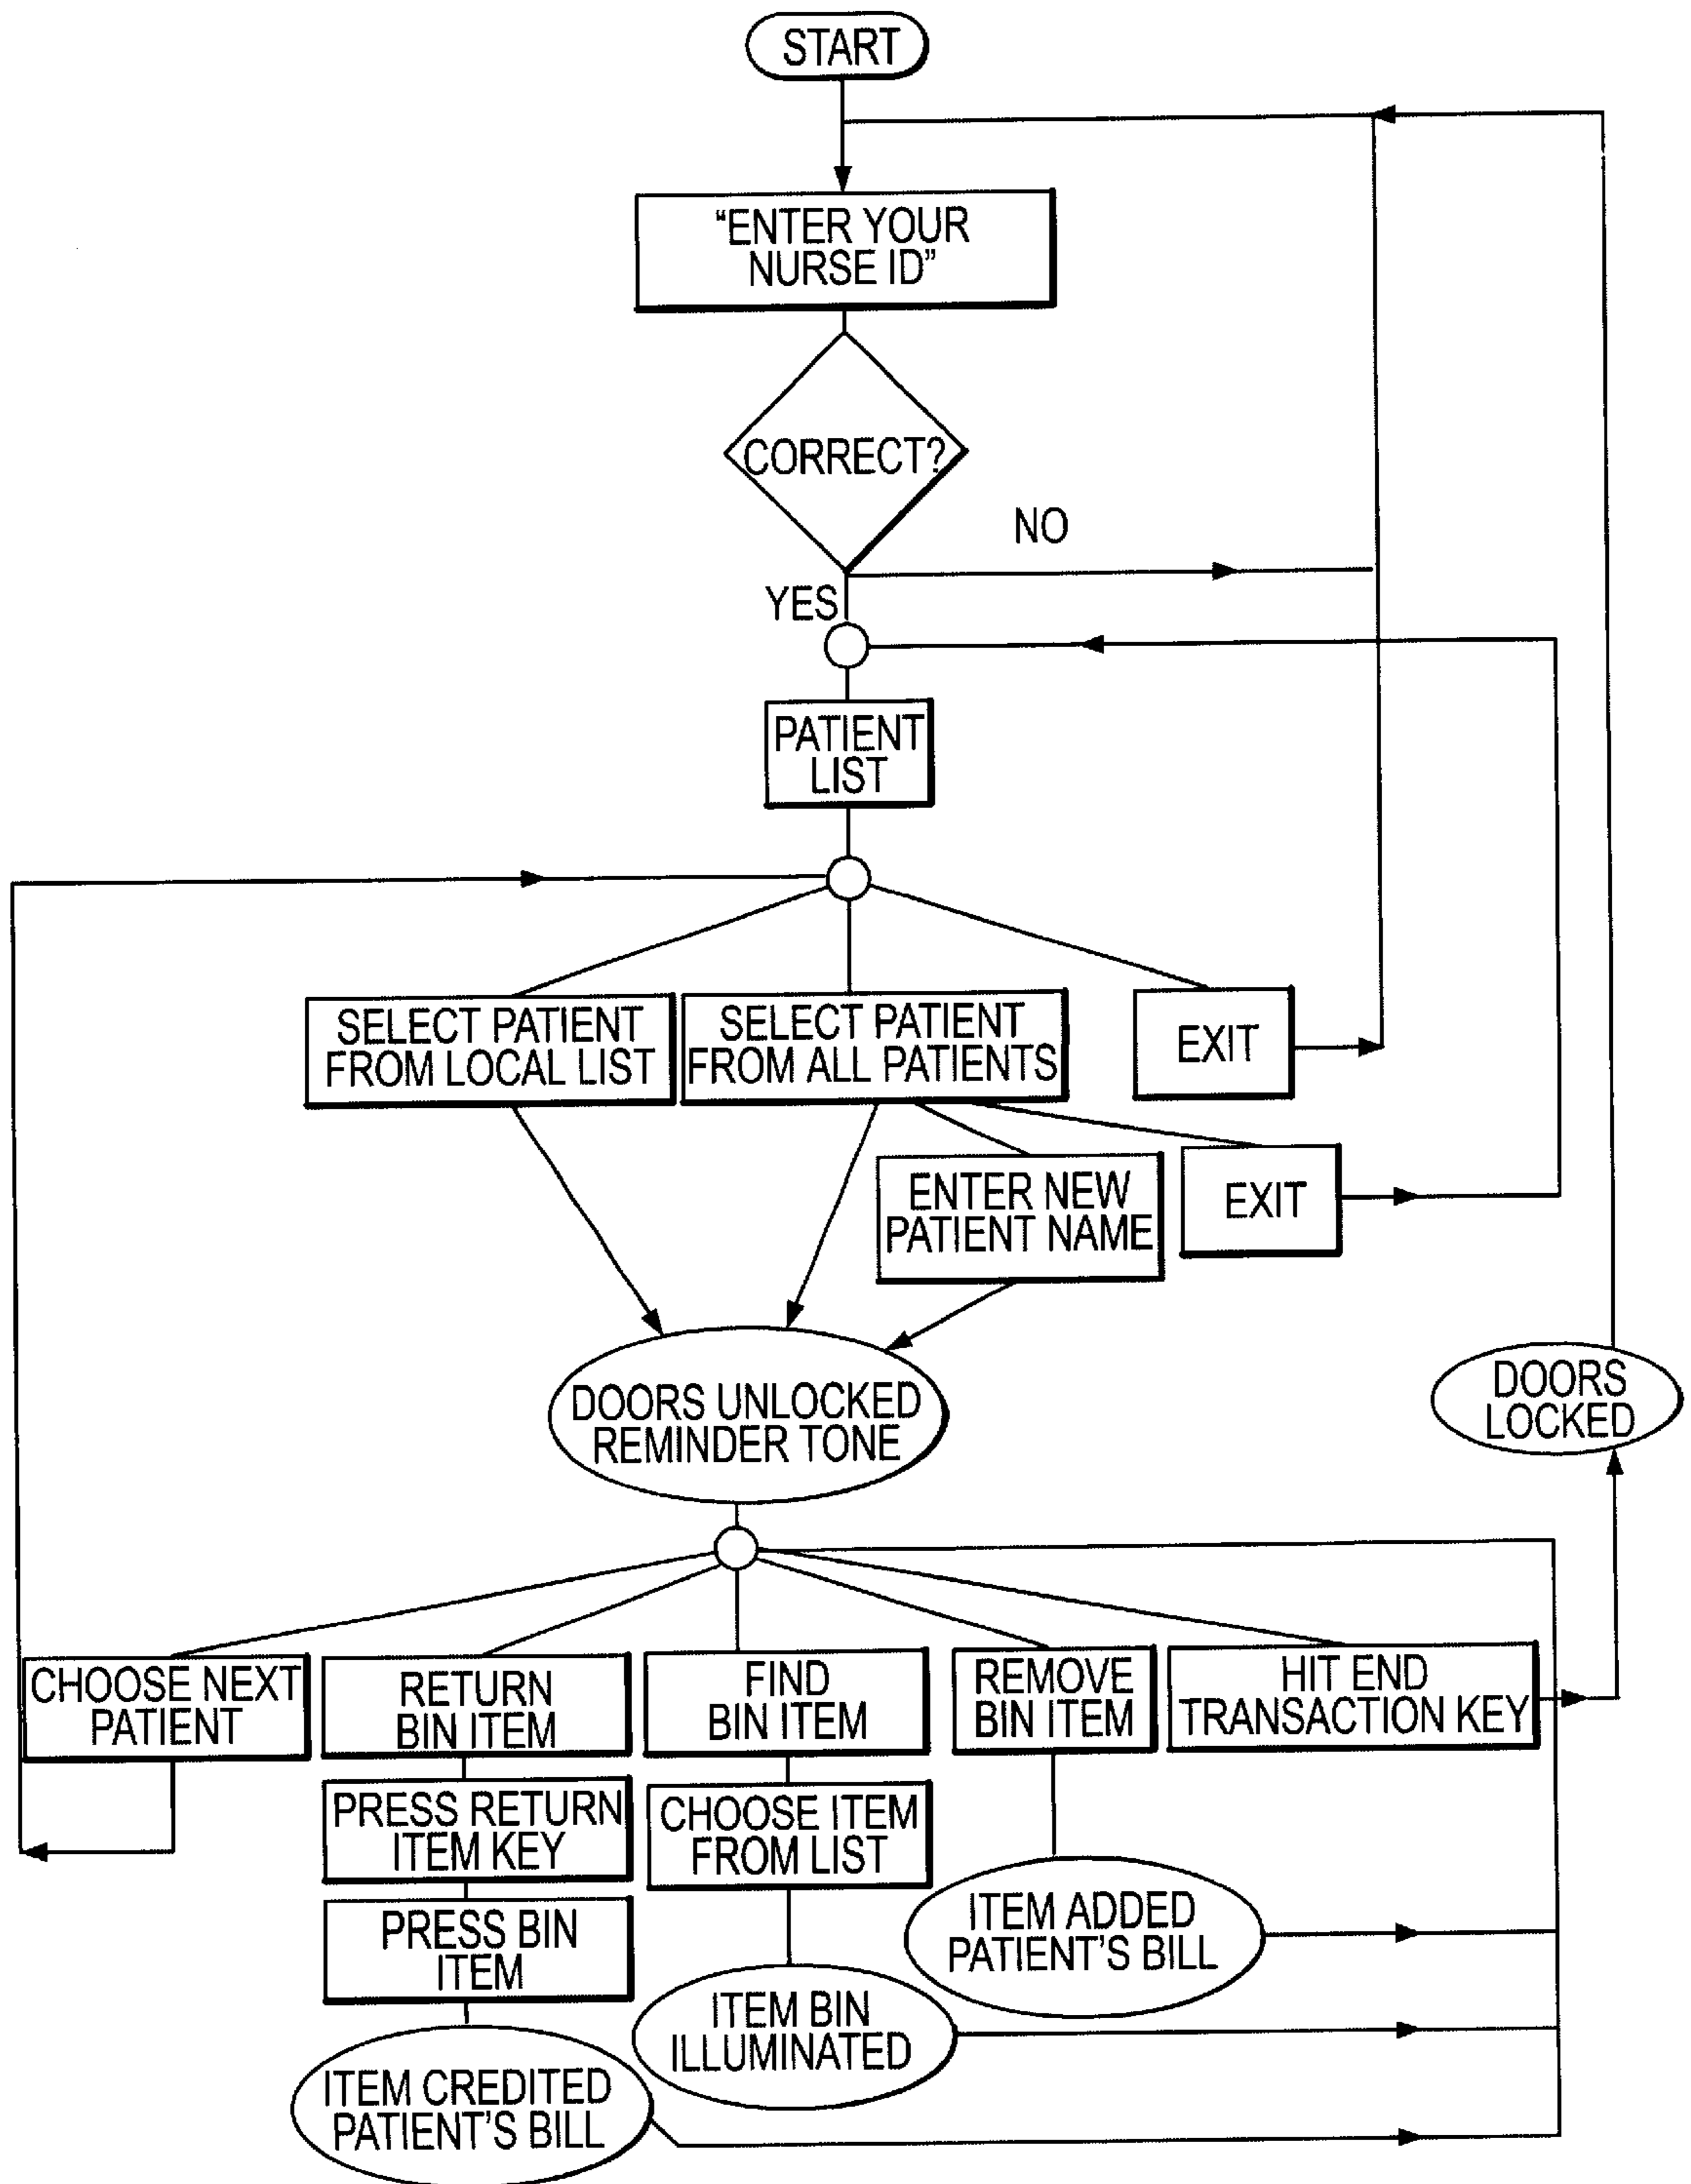 START
“ENTER YOUR
NURSE ID”
CORRECT?
NO
YES
PATIENT
LIST
SELECT PATIENT
FROM LOCAL LIST
SELECT PATIENT
FROM ALL PATIENTS
EXIT
ENTER NEW
PATIENT NAME
EXIT
DOORS UNLOCKED
REMINDER TONE
DOORS
LOCKED
CHOOSE NEXT
PATIENT
RETURN
BIN ITEM
FIND
BIN ITEM
REMOVE
BIN ITEM
HIT END
TRANSACTION KEY
PRESS RETURN
ITEM KEY
CHOOSE ITEM
FROM LIST
PRESS BIN
ITEM
ITEM ADDED
PATIENT'S BILL
ITEM BIN
ILLUMINATED
ITEM CREDITED
PATIENT'S BILL